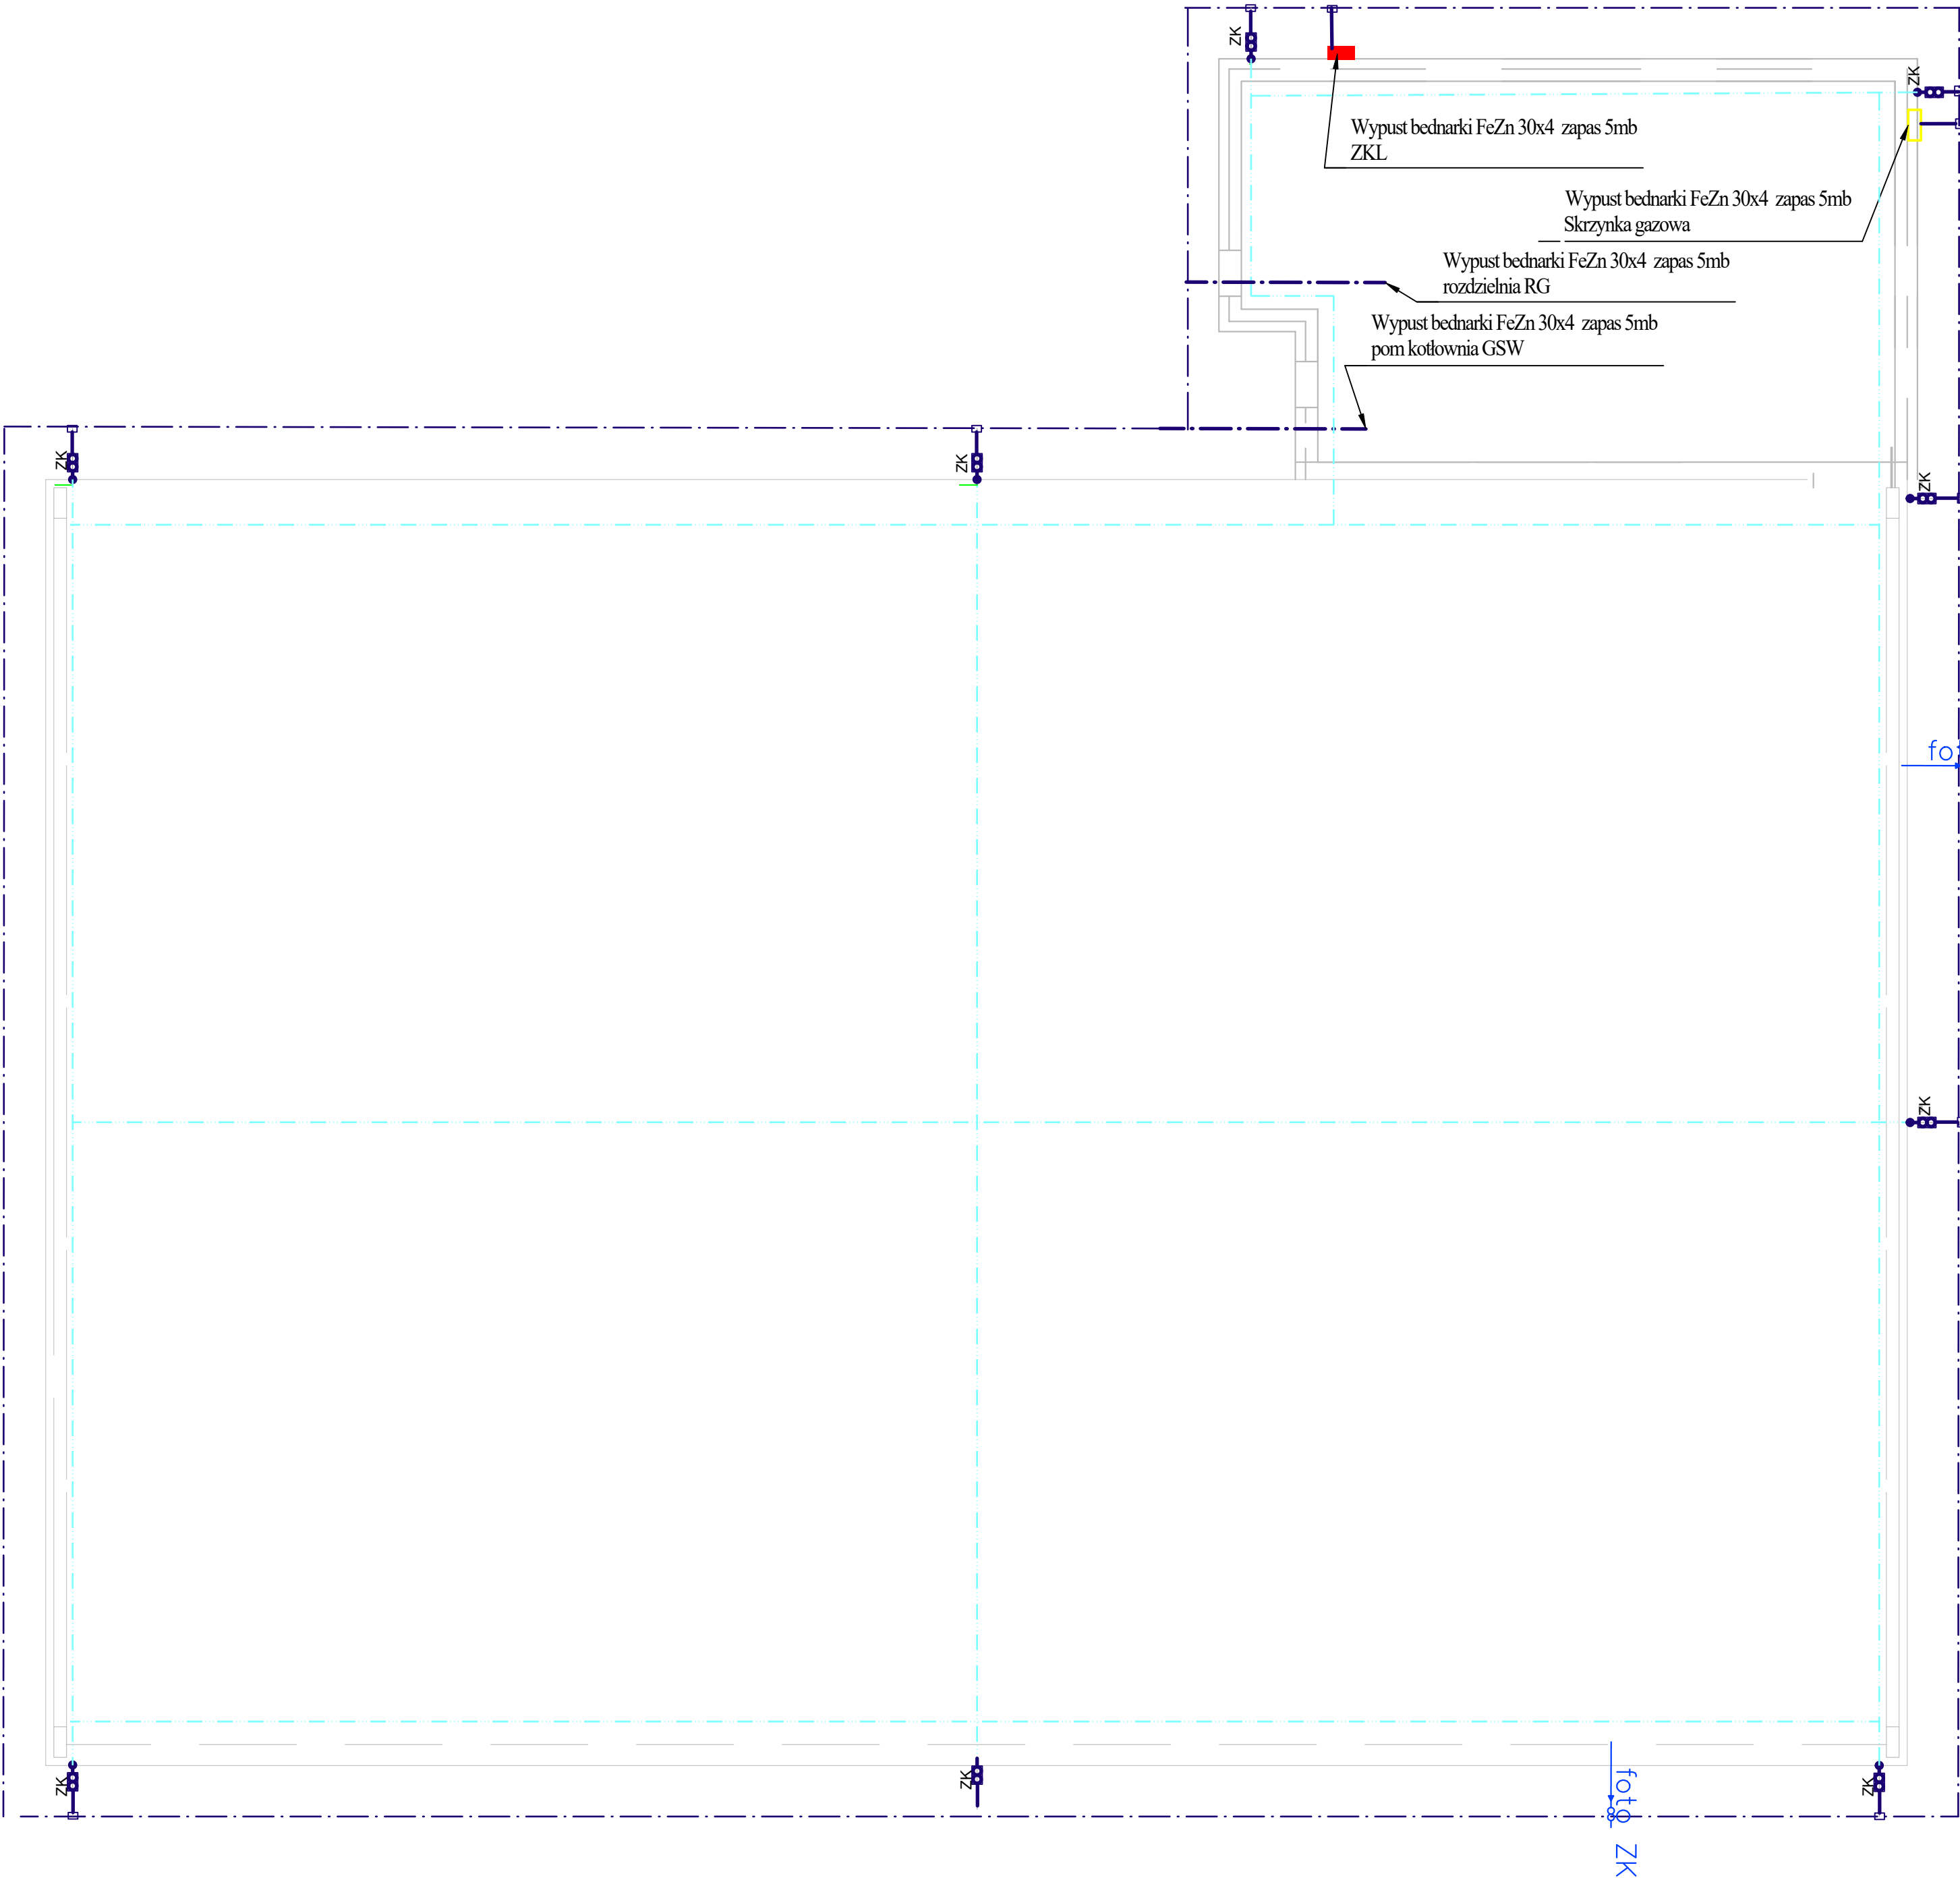 ZK
ZK
Wypust bednarki FeZn 30x4 zapas 5mb
ZKL
Wypust bednarki FeZn 30x4 zapas 5mb
Skrzynka gazowa
Wypust bednarki FeZn 30x4 zapas 5mb
rozdzielnia RG
Wypust bednarki FeZn 30x4 zapas 5mb
pom kotłownia GSW
ZK
ZK
ZK
ZK
ZK
ZK
ZK
foto ZK